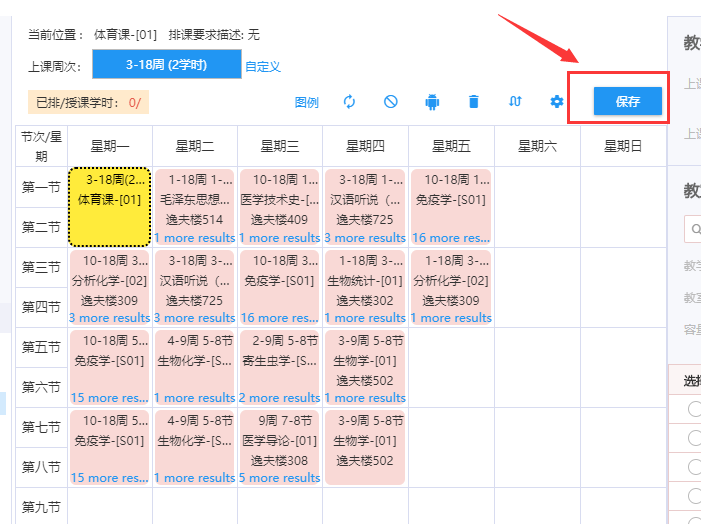 当前位置： 体育课-[01] 排课要求描述: 无
上课周次： 3-18周 (2学时) 自定义
已排/授课学时： 0/
图例
保存
节次/星期 星期一 星期二 星期三 星期四 星期五 星期六 星期日
第一节
第二节
3-18周(2...
体育课-[01]
1-18周 1-...
毛泽东思想...
逸夫楼514
1 more results
10-18周 1...
医学技术史-[...
逸夫楼409
1 more results
3-18周 1-...
汉语听说（...
逸夫楼725
3 more results
10-18周 1...
免疫学-[S01]
16 more res...
第三节
第四节
10-18周 3...
分析化学-[02]
逸夫楼309
3 more results
3-18周 3-...
汉语听说（...
逸夫楼725
3 more results
10-18周 3...
免疫学-[S01]
16 more res...
1-18周 3-...
生物统计-[01]
逸夫楼302
1 more results
1-18周 3-...
分析化学-[02]
逸夫楼309
1 more results
第五节
第六节
10-18周 5...
免疫学-[S01]
15 more res...
4-9周 5-8节
生物化学-[S...
1 more results
2-9周 5-8节
寄生虫学-[S...
2 more results
3-9周 5-8节
生物学-[01]
逸夫楼502
1 more results
第七节
第八节
10-18周 5...
免疫学-[S01]
15 more res...
4-9周 5-8节
生物化学-[S...
1 more results
9周 7-8节
医学导论-[01]
逸夫楼308
5 more results
3-9周 5-8节
生物学-[01]
逸夫楼502
第九节
教
上
上
教
教
教
容
选